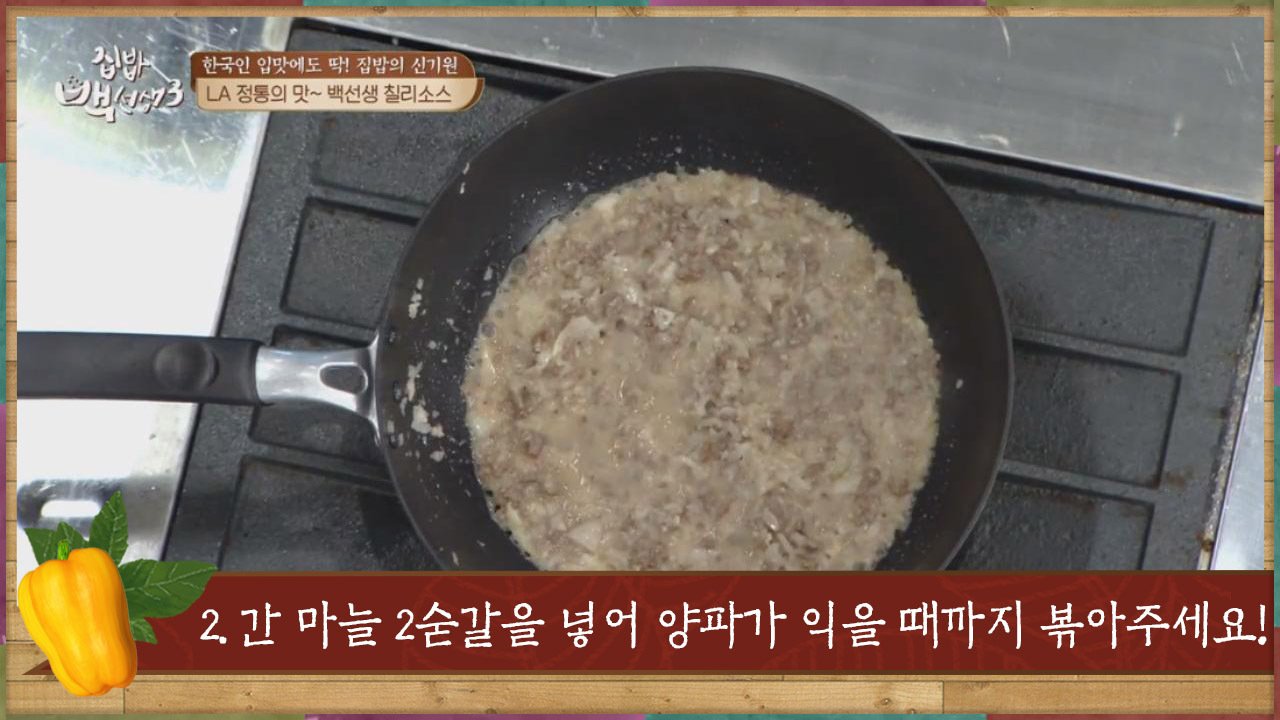 집밥
백선생3
한국인 입맛에도 딱! 집밥의 신기원
LA 정통의 맛~ 백선생 칠리소스
2. 간 마늘 2숟갈을 넣어 양파가 익을 때까지 볶아주세요!